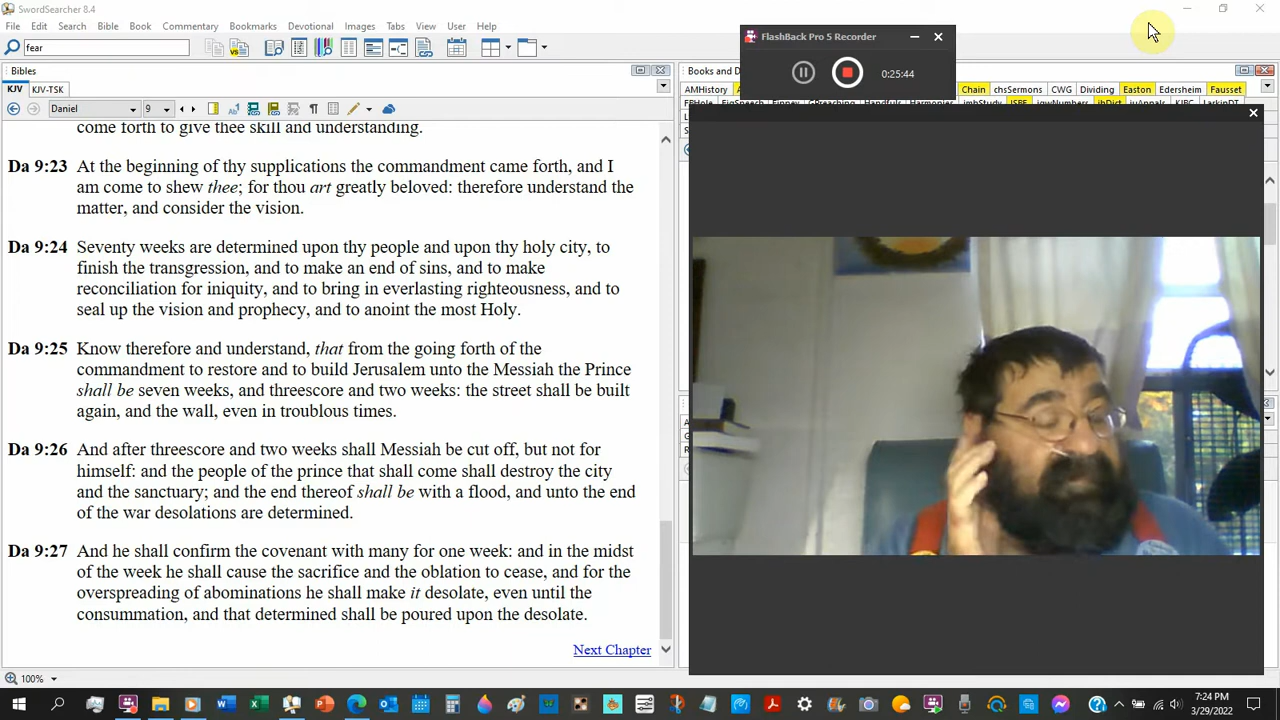 SwordSearcher 8.4
File Edit Search Bible Book Commentary Bookmarks Devotional Images Tabs View User Help
fear
FlashBack Pro 5 Recorder
0:25:44
Bibles
Books and D
KJV KJV-TSK
AMHistory
Chain chsSermons CWG Dividing Easton Edersheim Fausset
Daniel 9
come forth to give thee skill and understanding.
Da 9:23 At the beginning of thy supplications the commandment came forth, and I
am come to shew thee; for thou art greatly beloved: therefore understand the
matter, and consider the vision.
Da 9:24 Seventy weeks are determined upon thy people and upon thy holy city, to
finish the transgression, and to make an end of sins, and to make
reconciliation for iniquity, and to bring in everlasting righteousness, and to
seal up the vision and prophecy, and to anoint the most Holy.
Da 9:25 Know therefore and understand, that from the going forth of the
commandment to restore and to build Jerusalem unto the Messiah the Prince
shall be seven weeks, and threescore and two weeks: the street shall be built
again, and the wall, even in troublous times.
Da 9:26 And after threescore and two weeks shall Messiah be cut off, but not for
himself: and the people of the prince that shall come shall destroy the city
and the sanctuary; and the end thereof shall be with a flood, and unto the end
of the war desolations are determined.
Da 9:27 And he shall confirm the covenant with many for one week: and in the midst
of the week he shall cause the sacrifice and the oblation to cease, and for the
overspreading of abominations he shall make it desolate, even until the
consummation, and that determined shall be poured upon the desolate.
Next Chapter
100%
7:24 PM
3/29/2022